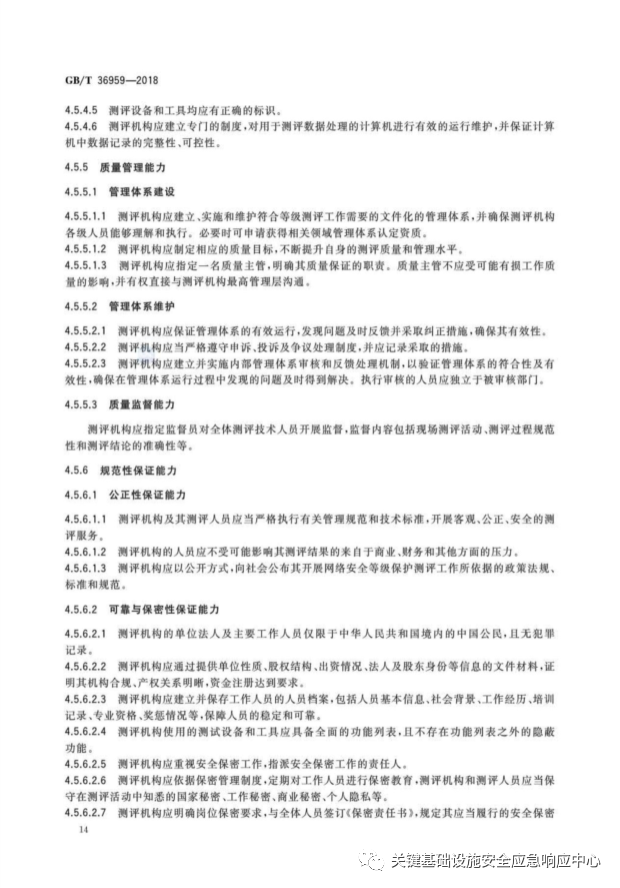 GB/T 36959—2018
4.5.4.5 测评设备和工具均应有正确的标识。
4.5.4.6 测评机构应建立专门的制度,对用于测评数据处理的计算机进行有效的运行维护,并保证计算
机中数据记录的完整性、可控性。
4.5.5 质量管理能力
4.5.5.1 管理体系建设
4.5.5.1.1 测评机构应建立、实施和维护符合等级测评工作需要的文件化的管理体系,并确保测评机构
各级人员能够理解和执行。必要时可申请获得相关领域管理体系认定资质。
4.5.5.1.2 测评机构应制定相应的质量目标,不断提升自身的测评质量和管理水平。
4.5.5.1.3 测评机构应指定一名质量主管,明确其质量保证的职责。质量主管不应受可能有损工作质
量的影响,并有权直接与测评机构最高管理层沟通。
4.5.5.2 管理体系维护
4.5.5.2.1 测评机构应保证管理体系的有效运行,发现问题及时反馈并采取纠正措施,确保其有效性。
4.5.5.2.2 测评机构应当严格遵守申诉、投诉及争议处理制度,并应记录采取的措施。
4.5.5.2.3 测评机构应建立并实施内部管理体系审核和反馈处理机制,以验证管理体系的符合性及有
效性,确保在管理体系运行过程中发现的问题及时得到解决。执行审核的人员应独立于被审核部门。
4.5.5.3 质量监督能力
测评机构应指定监督员对全体测评技术人员开展监督,监督内容包括现场测评活动、测评过程规范
性和测评结论的准确性等。
4.5.6 规范性保证能力
4.5.6.1 公正性保证能力
4.5.6.1.1 测评机构及其测评人员应当严格执行有关管理规范和技术标准,开展客观、公正、安全的测
评服务。
4.5.6.1.2 测评机构的人员应不受可能影响其测评结果的来自于商业、财务和其他方面的压力。
4.5.6.1.3 测评机构应以公开方式,向社会公布其开展网络安全等级保护测评工作所依据的政策法规、
标准和规范。
4.5.6.2 可靠与保密性保证能力
4.5.6.2.1 测评机构的单位法人及主要工作人员仅限于中华人民共和国境内的中国公民,且无犯罪
记录。
4.5.6.2.2 测评机构应通过提供单位性质、股权结构、出资情况、法人及股东身份等信息的文件材料,证
明其机构合规、产权关系明晰,资金注册达到要求。
4.5.6.2.3 测评机构应建立并保存工作人员的人员档案,包括人员基本信息、社会背景、工作经历、培训
记录、专业资格、奖惩情况等,保障人员的稳定和可靠。
4.5.6.2.4 测评机构使用的测试设备和工具应具备全面的功能列表,且不存在功能列表之外的隐蔽
功能。
4.5.6.2.5 测评机构应重视安全保密工作,指派安全保密工作的责任人。
4.5.6.2.6 测评机构应依据保密管理制度,定期对工作人员进行保密教育,测评机构和测评人员应当保
守在测评活动中知悉的国家秘密、工作秘密、商业秘密、个人隐私等。
4.5.6.2.7 测评机构应明确岗位保密要求,与全体人员签订《保密责任书》,规定其应当履行的安全保密
14
关键基础设施安全应急响应中心